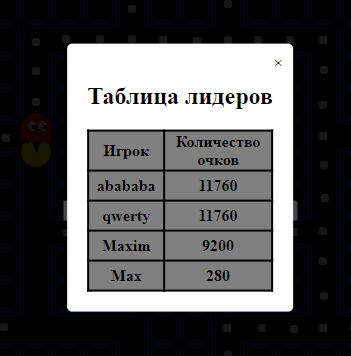 ×
Таблица лидеров
Игрок Количество
очков
abababa 11760
qwerty 11760
Maxim 9200
Max 280